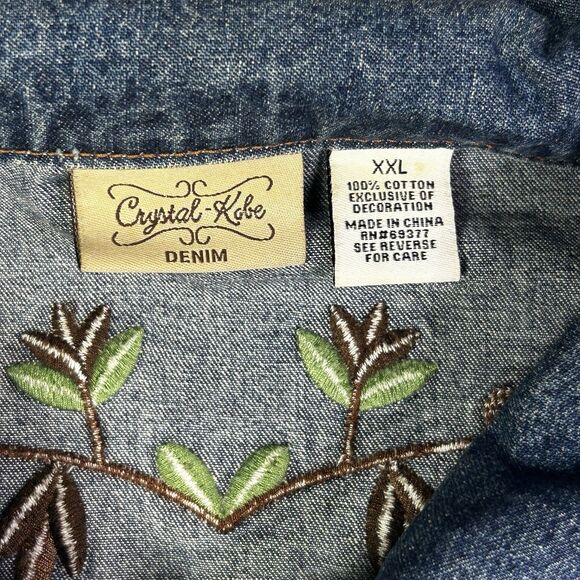 Crystal-Kobe
DENIM
XXL
100% COTTON
EXCLUSIVE OF
DECORATION
MADE IN CHINA
RN#69377
SEE REVERSE
FOR CARE